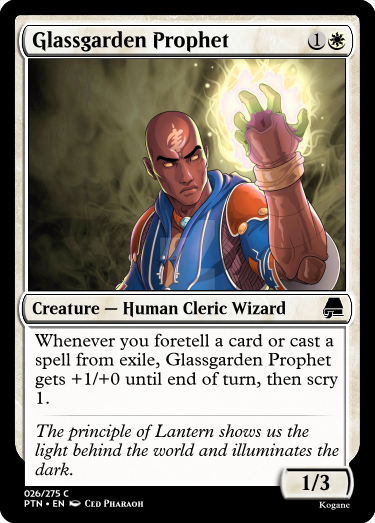 Glassgarden Prophet 1
Creature — Human Cleric Wizard
Whenever you foretell a card or cast a
spell from exile, Glassgarden Prophet
gets +1/+0 until end of turn, then scry
1.
The principle of Lantern shows us the
light behind the world and illuminates the
dark.
1/3
026/275 C
PTN • EN Ced Pharaoh
Kogane